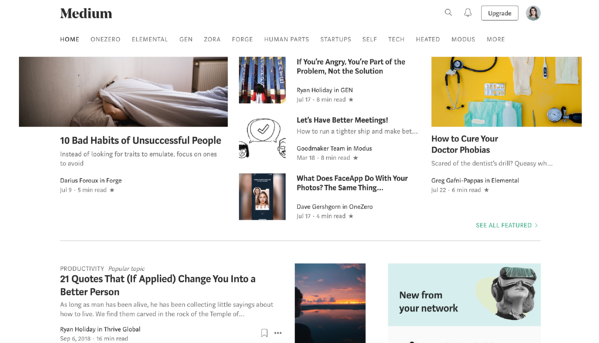 Medium
Upgrade
HOME ONEZERO ELEMENTAL GEN ZORA FORGE HUMAN PARTS STARTUPS SELF TECH HEATED MODUS MORE
10 Bad Habits of Unsuccessful People
Instead of looking for traits to emulate, focus on ones
to avoid
Darius Foroux in Forge
Jul 9 · 5 min read ★
If You're Angry, You're Part of the
Problem, Not the Solution
Ryan Holiday in GEN
Jul 17 · 8 min read ★
Let's Have Better Meetings!
How to run a tighter ship and make bet...
Goodmaker Team in Modus
Mar 18 · 8 min read ★
What Does FaceApp Do With Your
Photos? The Same Thing...
Dave Gershgorn in OneZero
Jul 17 · 4 min read ★
How to Cure Your
Doctor Phobias
Scared of the dentist's drill? Queasy wh...
Greg Gafni-Pappas in Elemental
Jul 22 · 6 min read ★
SEE ALL FEATURED >
PRODUCTIVITY · Popular topic
21 Quotes That (If Applied) Change You Into a
Better Person
As long as man has been alive, he has been collecting little sayings about
how to live. We find them carved in the rock of the Temple of...
Ryan Holiday in Thrive Global
Sep 6, 2018 · 16 min read
New from
your network